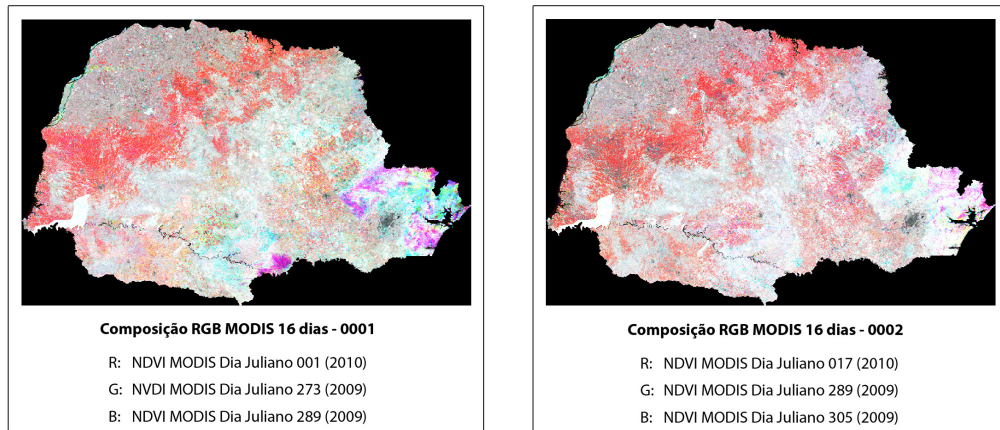 Composição RGB MODIS 16 dias - 0001
R: NDVI MODIS Dia Juliano 001 (2010)
G: NVDI MODIS Dia Juliano 273 (2009)
B: NDVI MODIS Dia Juliano 289 (2009)
Composição RGB MODIS 16 dias - 0002
R: NDVI MODIS Dia Juliano 017 (2010)
G: NDVI MODIS Dia Juliano 289 (2009)
B: NDVI MODIS Dia Juliano 305 (2009)